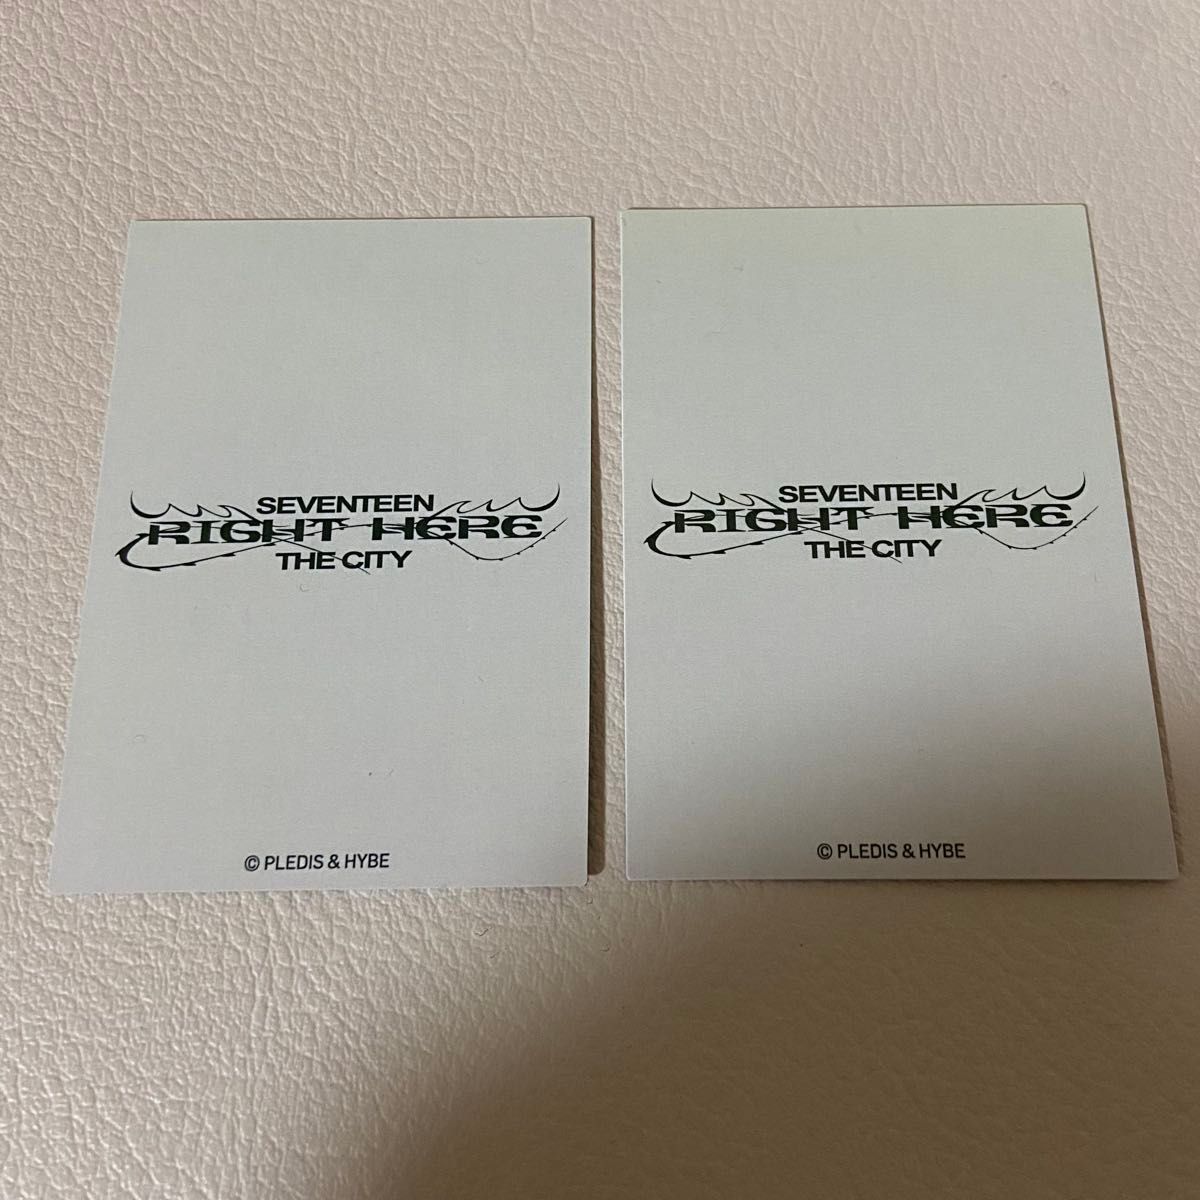 SEVENTEEN
RIGHT HERE
THE CITY
© PLEDIS & HYBE
SEVENTEEN
RIGHT HERE
THE CITY
© PLEDIS & HYBE